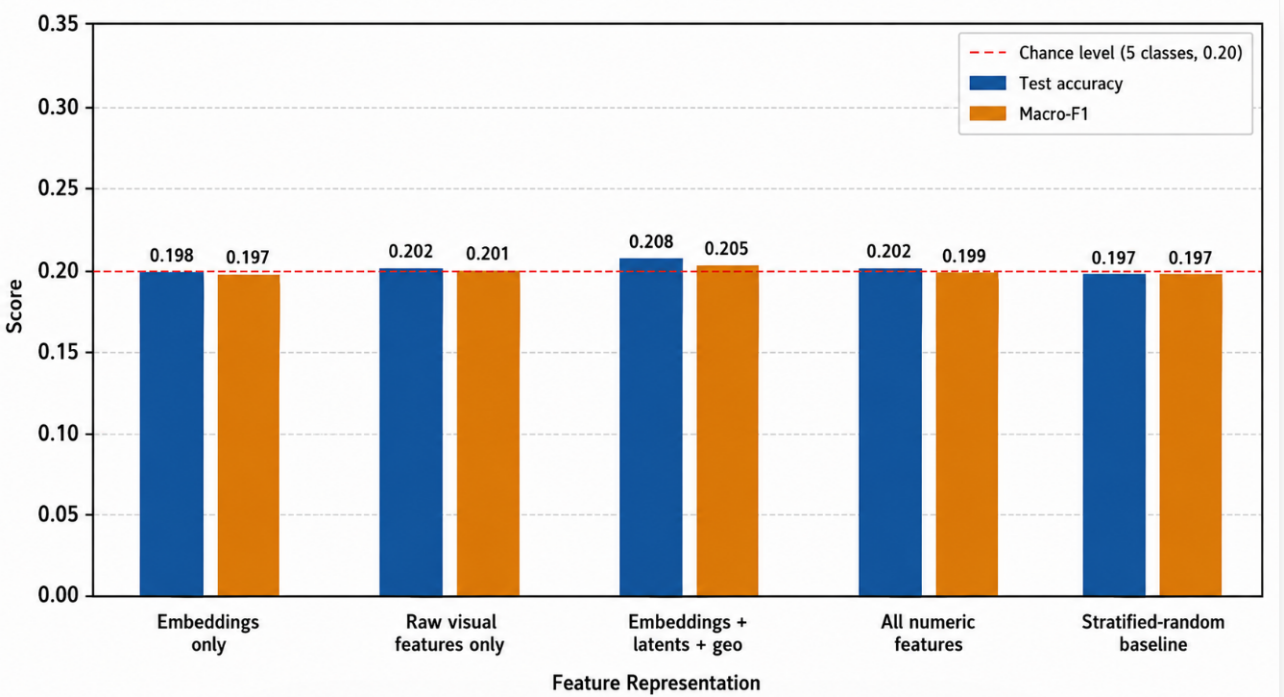 0.35
0.30
0.25
0.20
0.15
0.10
0.05
0.00
Score
Chance level (5 classes, 0.20)
Test accuracy
Macro-F1
0.198
0.197
0.202
0.201
0.208
0.205
0.202
0.199
0.197
0.197
Embeddings
only
Raw visual
features only
Embeddings +
latents + geo
All numeric
features
Stratified-random
baseline
Feature Representation